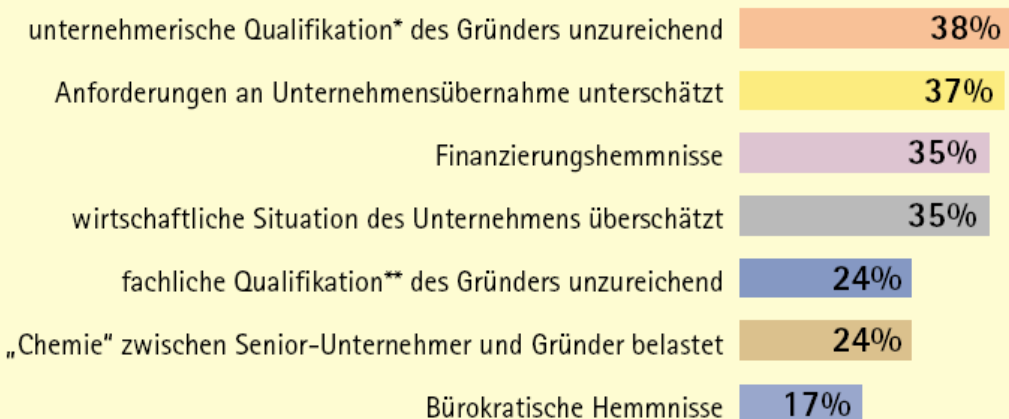 unternehmerische Qualifikation* des Gründers unzureichend 38%
Anforderungen an Unternehmensübernahme unterschätzt 37%
Finanzierungshemmnisse 35%
wirtschaftliche Situation des Unternehmens überschätzt 35%
fachliche Qualifikation** des Gründers unzureichend 24%
„Chemie“ zwischen Senior-Unternehmer und Gründer belastet 24%
Bürokratische Hemmnisse 17%